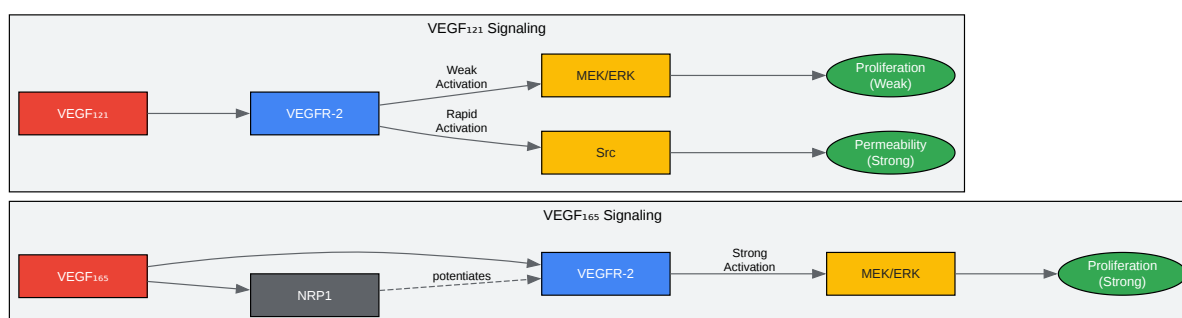 VEGF₁₂₁ Signaling
VEGF₁₂₁
VEGFR-2
Weak
Activation
Rapid
Activation
MEK/ERK
Src
Proliferation
(Weak)
Permeability
(Strong)
VEGF₁₆₅ Signaling
VEGF₁₆₅
NRP1
potentiates
VEGFR-2
Strong
Activation
MEK/ERK
Proliferation
(Strong)